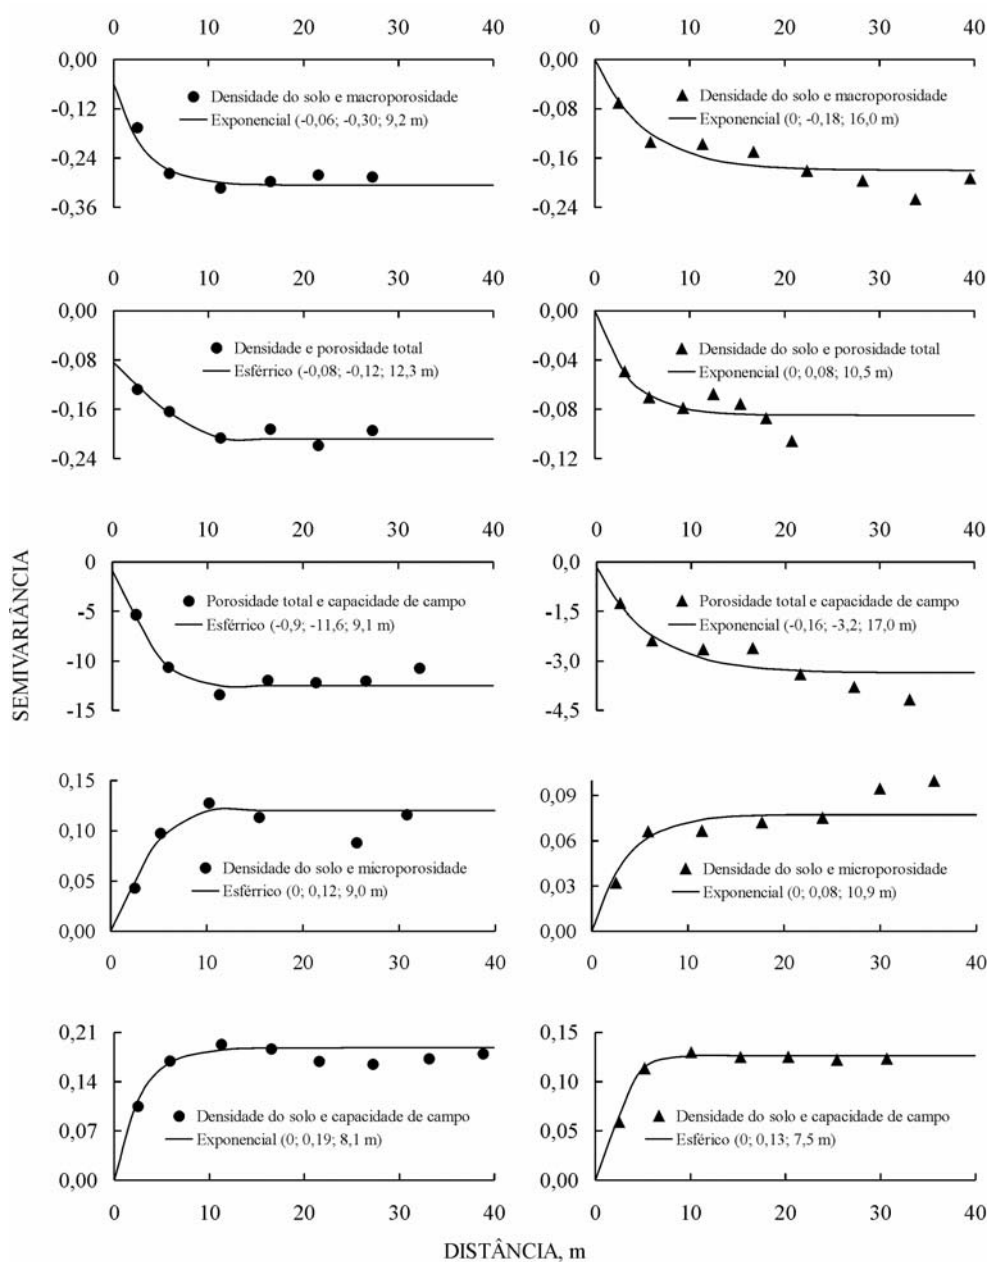 0 10 20 30 40
0,00
-0,12
-0,24
-0,36
Densidade do solo e macroporosidade
Exponencial (-0,06; -0,30; 9,2 m)
0 10 20 30 40
0,00
-0,08
-0,16
-0,24
Densidade do solo e macroporosidade
Exponencial (0; -0,18; 16,0 m)
0 10 20 30 40
0,00
-0,08
-0,16
-0,24
Densidade e porosidade total
Esférrico (-0,08; -0,12; 12,3 m)
0 10 20 30 40
0,00
-0,04
-0,08
-0,12
Densidade do solo e porosidade total
Exponencial (0; 0,08; 10,5 m)
SEMIVARIÂNCIA
0 10 20 30 40
0
-5
-10
-15
Porosidade total e capacidade de campo
Esférrico (-0,9; -11,6; 9,1 m)
0 10 20 30 40
0,0
-1,5
-3,0
-4,5
Porosidade total e capacidade de campo
Exponencial (-0,16; -3,2; 17,0 m)
0,15
0,10
0,05
0,00
Densidade do solo e microporosidade
Esférrico (0; 0,12; 9,0 m)
0 10 20 30 40
0,09
0,06
0,03
0,00
Densidade do solo e microporosidade
Exponencial (0; 0,08; 10,9 m)
0 10 20 30 40
0,21
0,14
0,07
0,00
Densidade do solo e capacidade de campo
Exponencial (0; 0,19; 8,1 m)
0 10 20 30 40
0,15
0,10
0,05
0,00
Densidade do solo e capacidade de campo
Esférico (0; 0,13; 7,5 m)
0 10 20 30 40
DISTÂNCIA, m